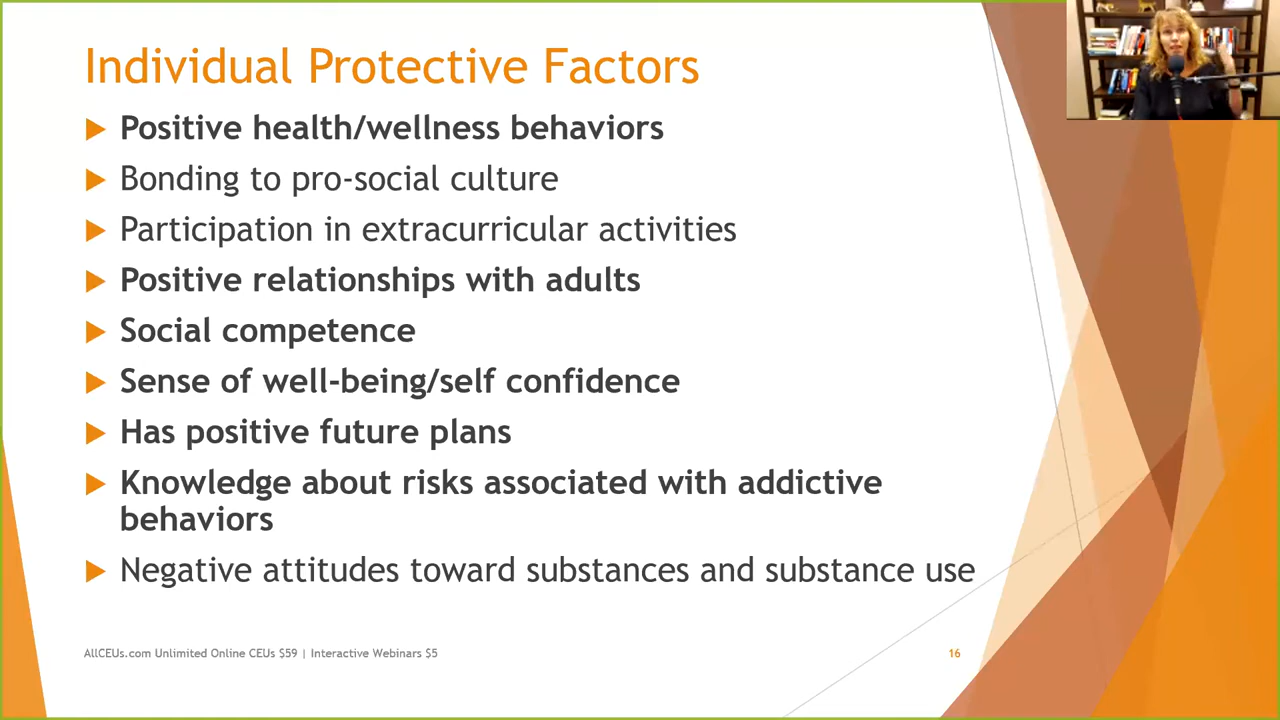 Individual Protective Factors
Positive health/wellness behaviors
Bonding to pro-social culture
Participation in extracurricular activities
Positive relationships with adults
Social competence
Sense of well-being/self confidence
Has positive future plans
Knowledge about risks associated with addictive
behaviors
Negative attitudes toward substances and substance use
AllCEUs.com Unlimited Online CEUs $59 | Interactive Webinars $5
16